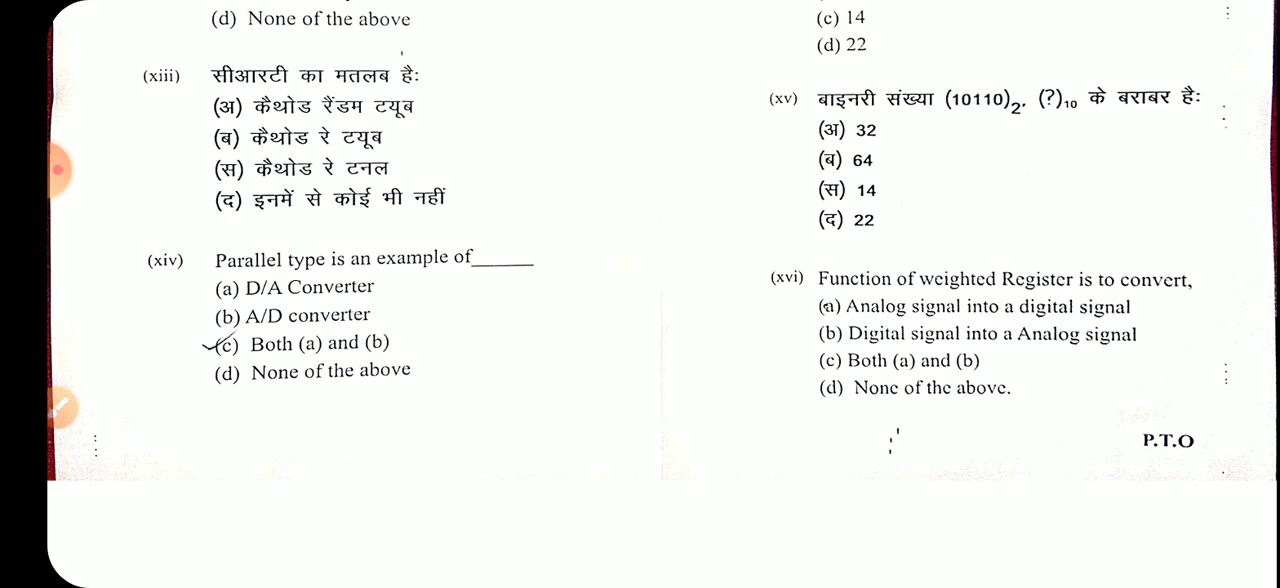 (d) None of the above
(xiii) सीआरटी का मतलब है:
(अ) कैथोड रैंडम टयूब
(ब) कैथोड रे टयूब
(स) कैथोड रे टनल
(द) इनमें से कोई भी नहीं
(xiv) Parallel type is an example of______
(a) D/A Converter
(b) A/D converter
(c) Both (a) and (b)
(d) None of the above
(c) 14
(d) 22
(xv) बाइनरी संख्या (10110)₂, (?)₁₀ के बराबर है:
(अ) 32
(ब) 64
(स) 14
(द) 22
(xvi) Function of weighted Register is to convert,
(a) Analog signal into a digital signal
(b) Digital signal into a Analog signal
(c) Both (a) and (b)
(d) None of the above.
P.T.O